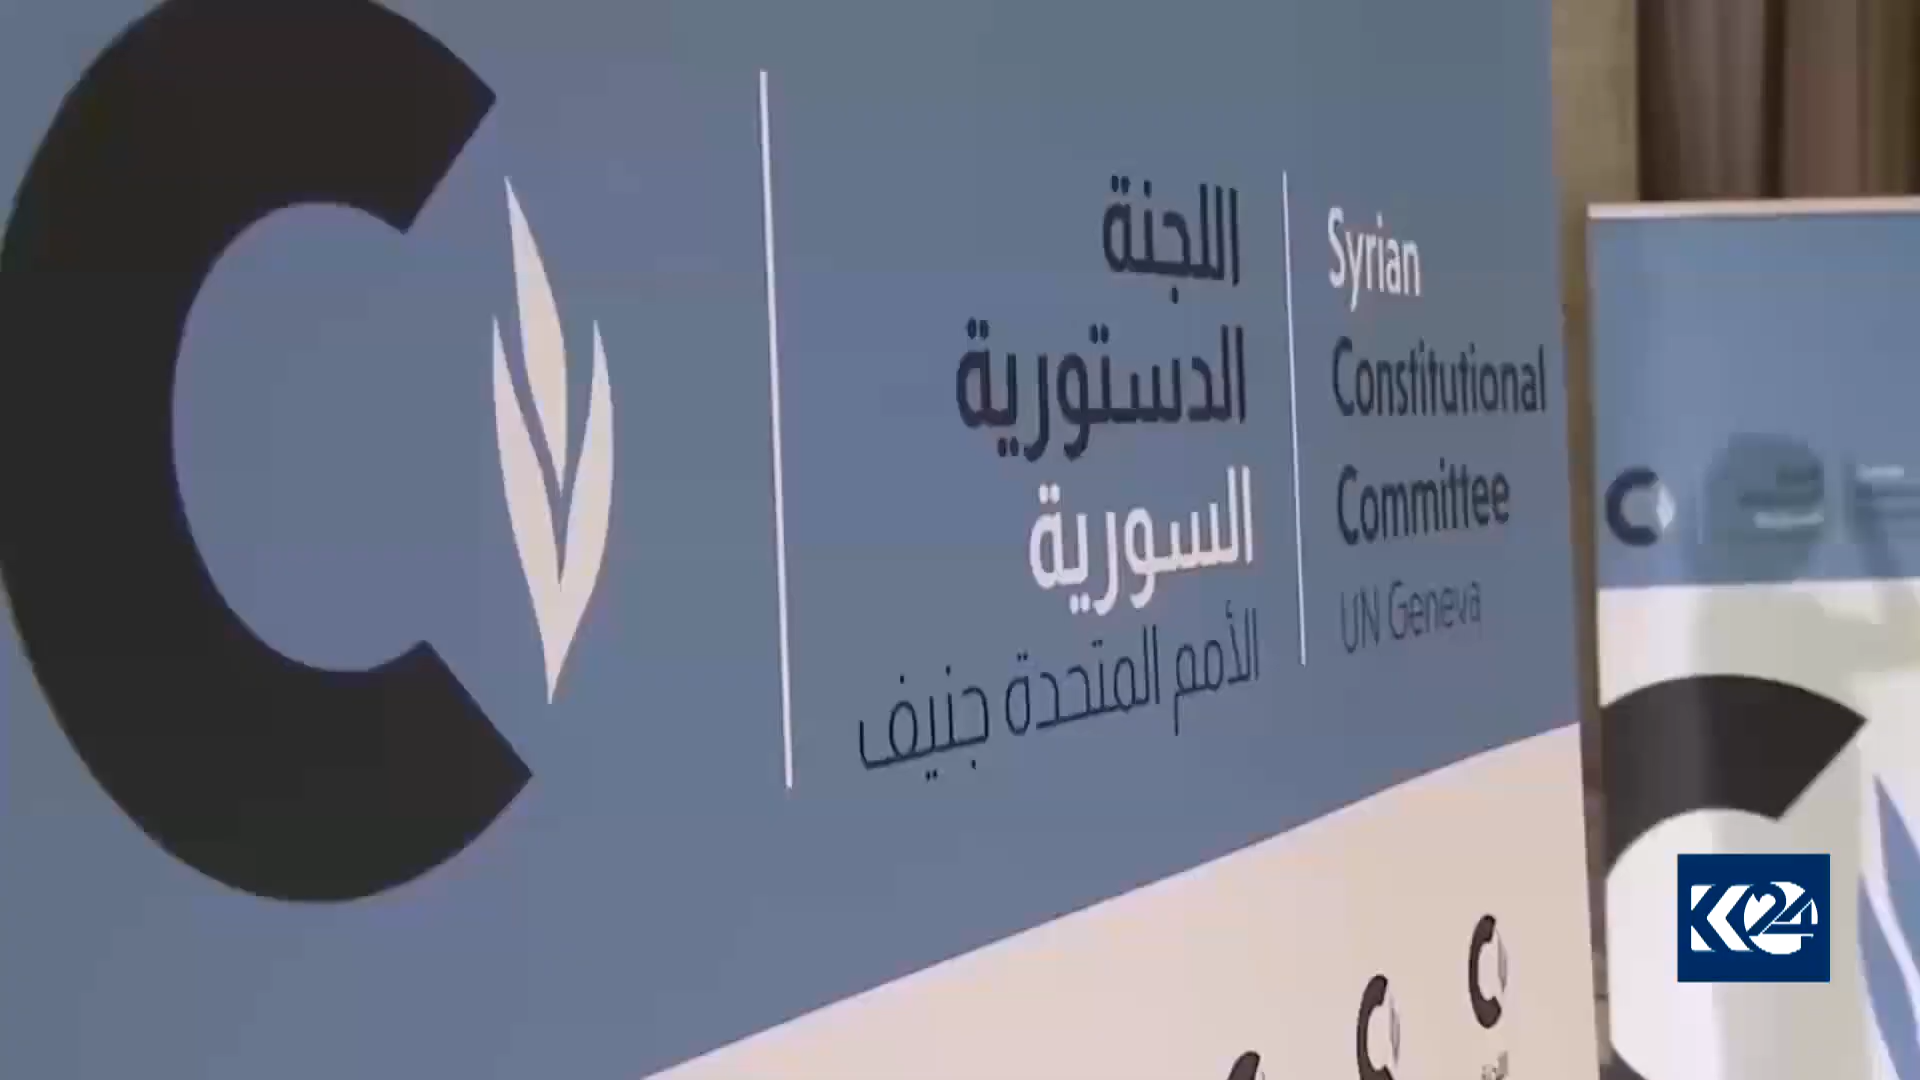 اللجنة
الدستورية
السورية
الأمم المتحدة جنيف
Syrian
Constitutional
Committee
UN Geneva
K24